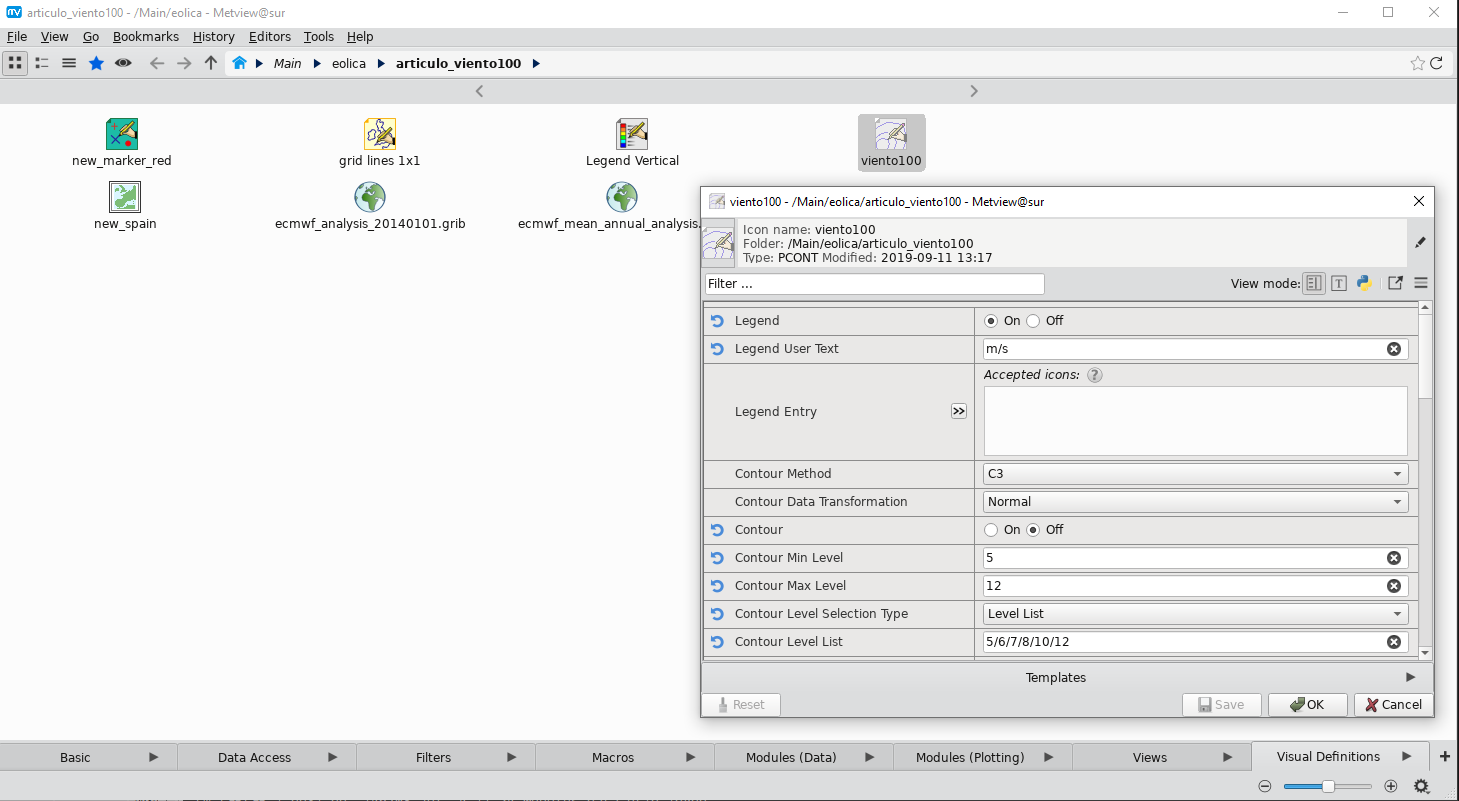 articulo_viento100 - /Main/eolica - Metview@sur
File View Go Bookmarks History Editors Tools Help
Main eolica articulo_viento100
new_marker_red grid lines 1x1 Legend Vertical viento100
new_spain ecmwf_analysis_20140101.grib ecmwf_mean_annual_analysis.
viento100 - /Main/eolica/articulo_viento100 - Metview@sur
Icon name: viento100
Folder: /Main/eolica/articulo_viento100
Type: PCONT Modified: 2019-09-11 13:17
Filter ... View mode: T
Legend On Off
Legend User Text m/s
Accepted icons: ?
Legend Entry >>
Contour Method C3
Contour Data Transformation Normal
Contour On Off
Contour Min Level 5
Contour Max Level 12
Contour Level Selection Type Level List
Contour Level List 5/6/7/8/10/12
Templates
Reset Save OK Cancel
Basic Data Access Filters Macros Modules (Data) Modules (Plotting) Views Visual Definitions +